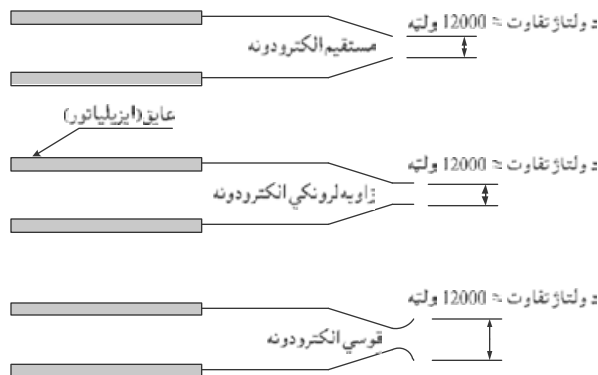 د ولتاژ تفاوت = 12000 ولټه
مستقیم الکترودونه
عایق(ایزیلیاتور)
د ولتاژ تفاوت = 12000 ولټه
زاویه لرونکي الکترودونه
د ولتاژ تفاوت = 12000 ولټه
قوسي الکترودونه